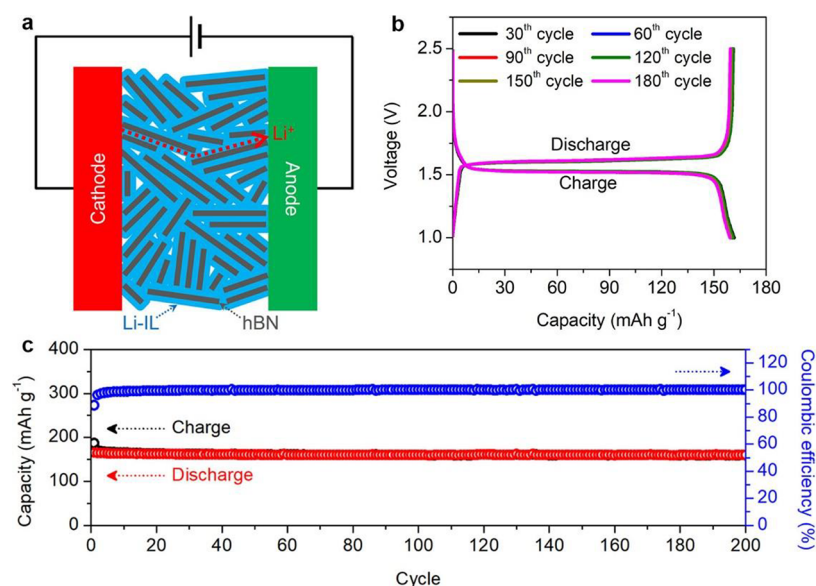 a
Cathode
Anode
Li⁺
Li-IL
hBN
b
30th cycle
60th cycle
90th cycle
120th cycle
150th cycle
180th cycle
Voltage (V)
2.5
2.0
1.5
1.0
Discharge
Charge
0 30 60 90 120 150 180
Capacity (mAh g⁻¹)
c
Capacity (mAh g⁻¹)
400
300
200
100
0
Charge
Discharge
120
100
80
60
40
20
0
Coulombic efficiency (%)
0 20 40 60 80 100 120 140 160 180 200
Cycle